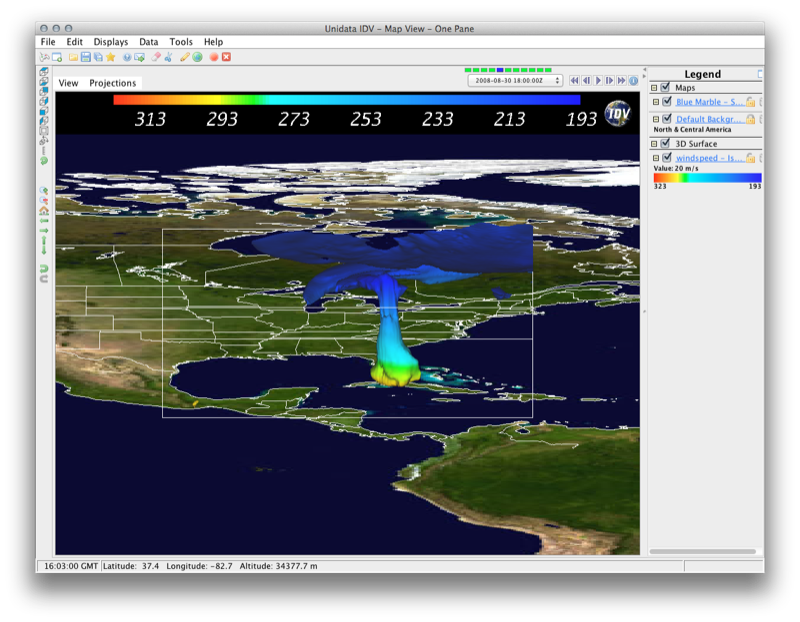 Unidata IDV - Map View - One Pane
File Edit Displays Data Tools Help
View Projections
2008-08-30 18:00:00Z
313 293 273 253 233 213 193
IDV
Legend
Maps
Blue Marble - S...
Default Backgr...
North & Central America
3D Surface
windspeed - Is...
Value: 20 m/s
323 193
16:03:00 GMT Latitude: 37.4 Longitude: -82.7 Altitude: 34377.7 m